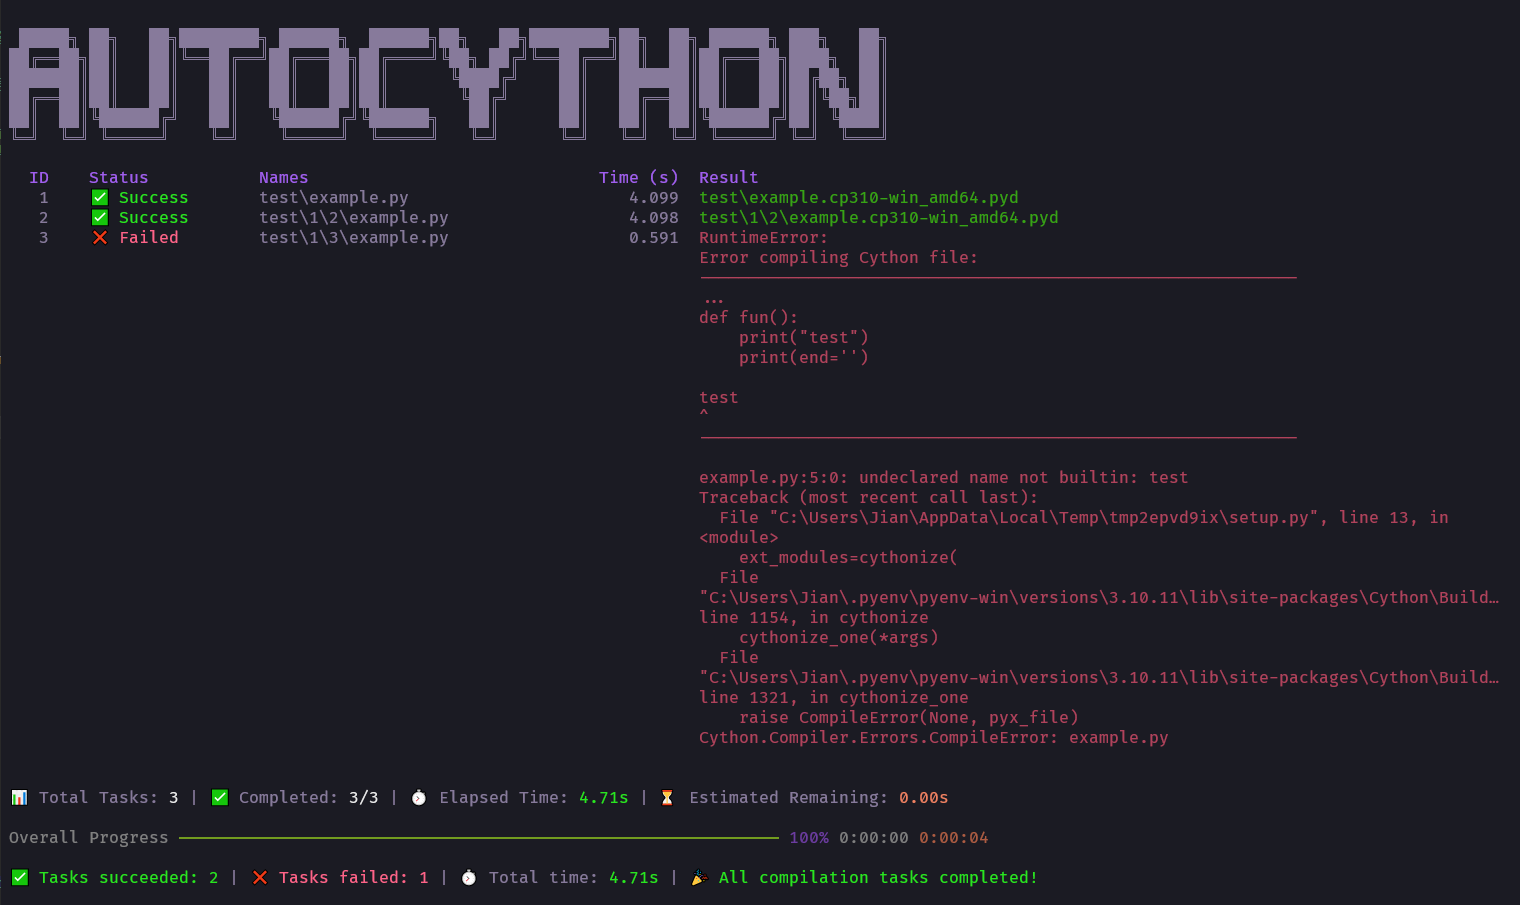 AUTOCYTHON
ID Status Names Time (s) Result
1 ✅ Success test\example.py 4.099 test\example.cp310-win_amd64.pyd
2 ✅ Success test\1\2\example.py 4.098 test\1\2\example.cp310-win_amd64.pyd
3 ❌ Failed test\1\3\example.py 0.591 RuntimeError:
Error compiling Cython file:
------------------------------------------------------------
...
def fun():
    print("test")
    print(end='')

test
^
------------------------------------------------------------

example.py:5:0: undeclared name not builtin: test
Traceback (most recent call last):
  File "C:\Users\Jian\AppData\Local\Temp\tmp2epvd9ix\setup.py", line 13, in
<module>
    ext_modules=cythonize(
  File
"C:\Users\Jian\.pyenv\pyenv-win\versions\3.10.11\lib\site-packages\Cython\Build…
line 1154, in cythonize
    cythonize_one(*args)
  File
"C:\Users\Jian\.pyenv\pyenv-win\versions\3.10.11\lib\site-packages\Cython\Build…
line 1321, in cythonize_one
    raise CompileError(None, pyx_file)
Cython.Compiler.Errors.CompileError: example.py
📊 Total Tasks: 3 | ✅ Completed: 3/3 | ⏱ Elapsed Time: 4.71s | ⏳ Estimated Remaining: 0.00s
Overall Progress 100% 0:00:00 0:00:04
✅ Tasks succeeded: 2 | ❌ Tasks failed: 1 | ⏱ Total time: 4.71s | 🎉 All compilation tasks completed!